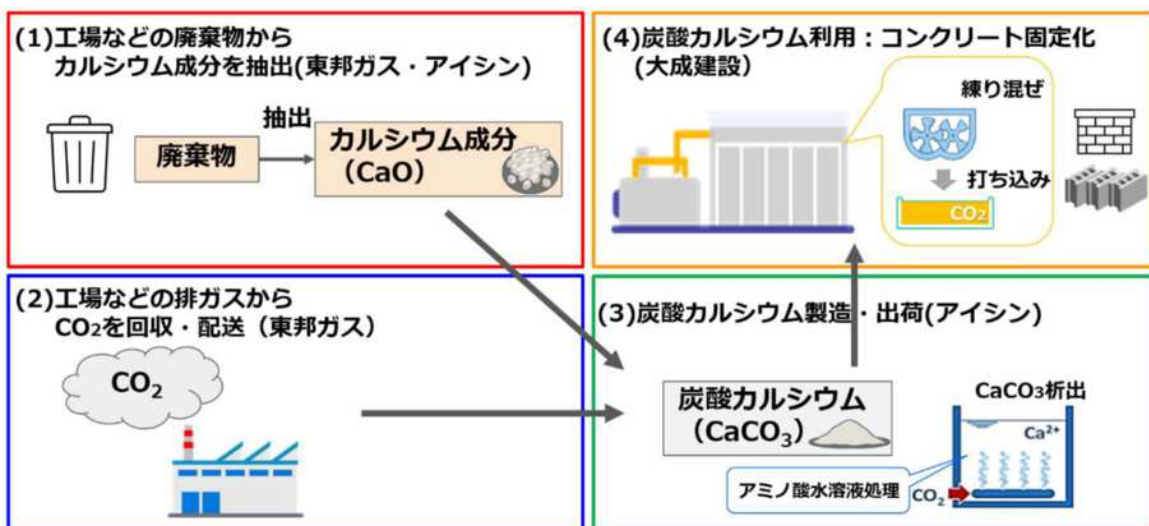 (1)工場などの廃棄物から
カルシウム成分を抽出(東邦ガス・アイシン)
廃棄物
抽出
カルシウム成分
（CaO）
(2)工場などの排ガスから
CO₂を回収・配送（東邦ガス）
CO₂
(3)炭酸カルシウム製造・出荷(アイシン)
炭酸カルシウム
（CaCO₃）
CaCO₃析出
Ca²⁺
アミノ酸水溶液処理
CO₂
(4)炭酸カルシウム利用：コンクリート固定化
(大成建設）
練り混ぜ
打ち込み
CO₂